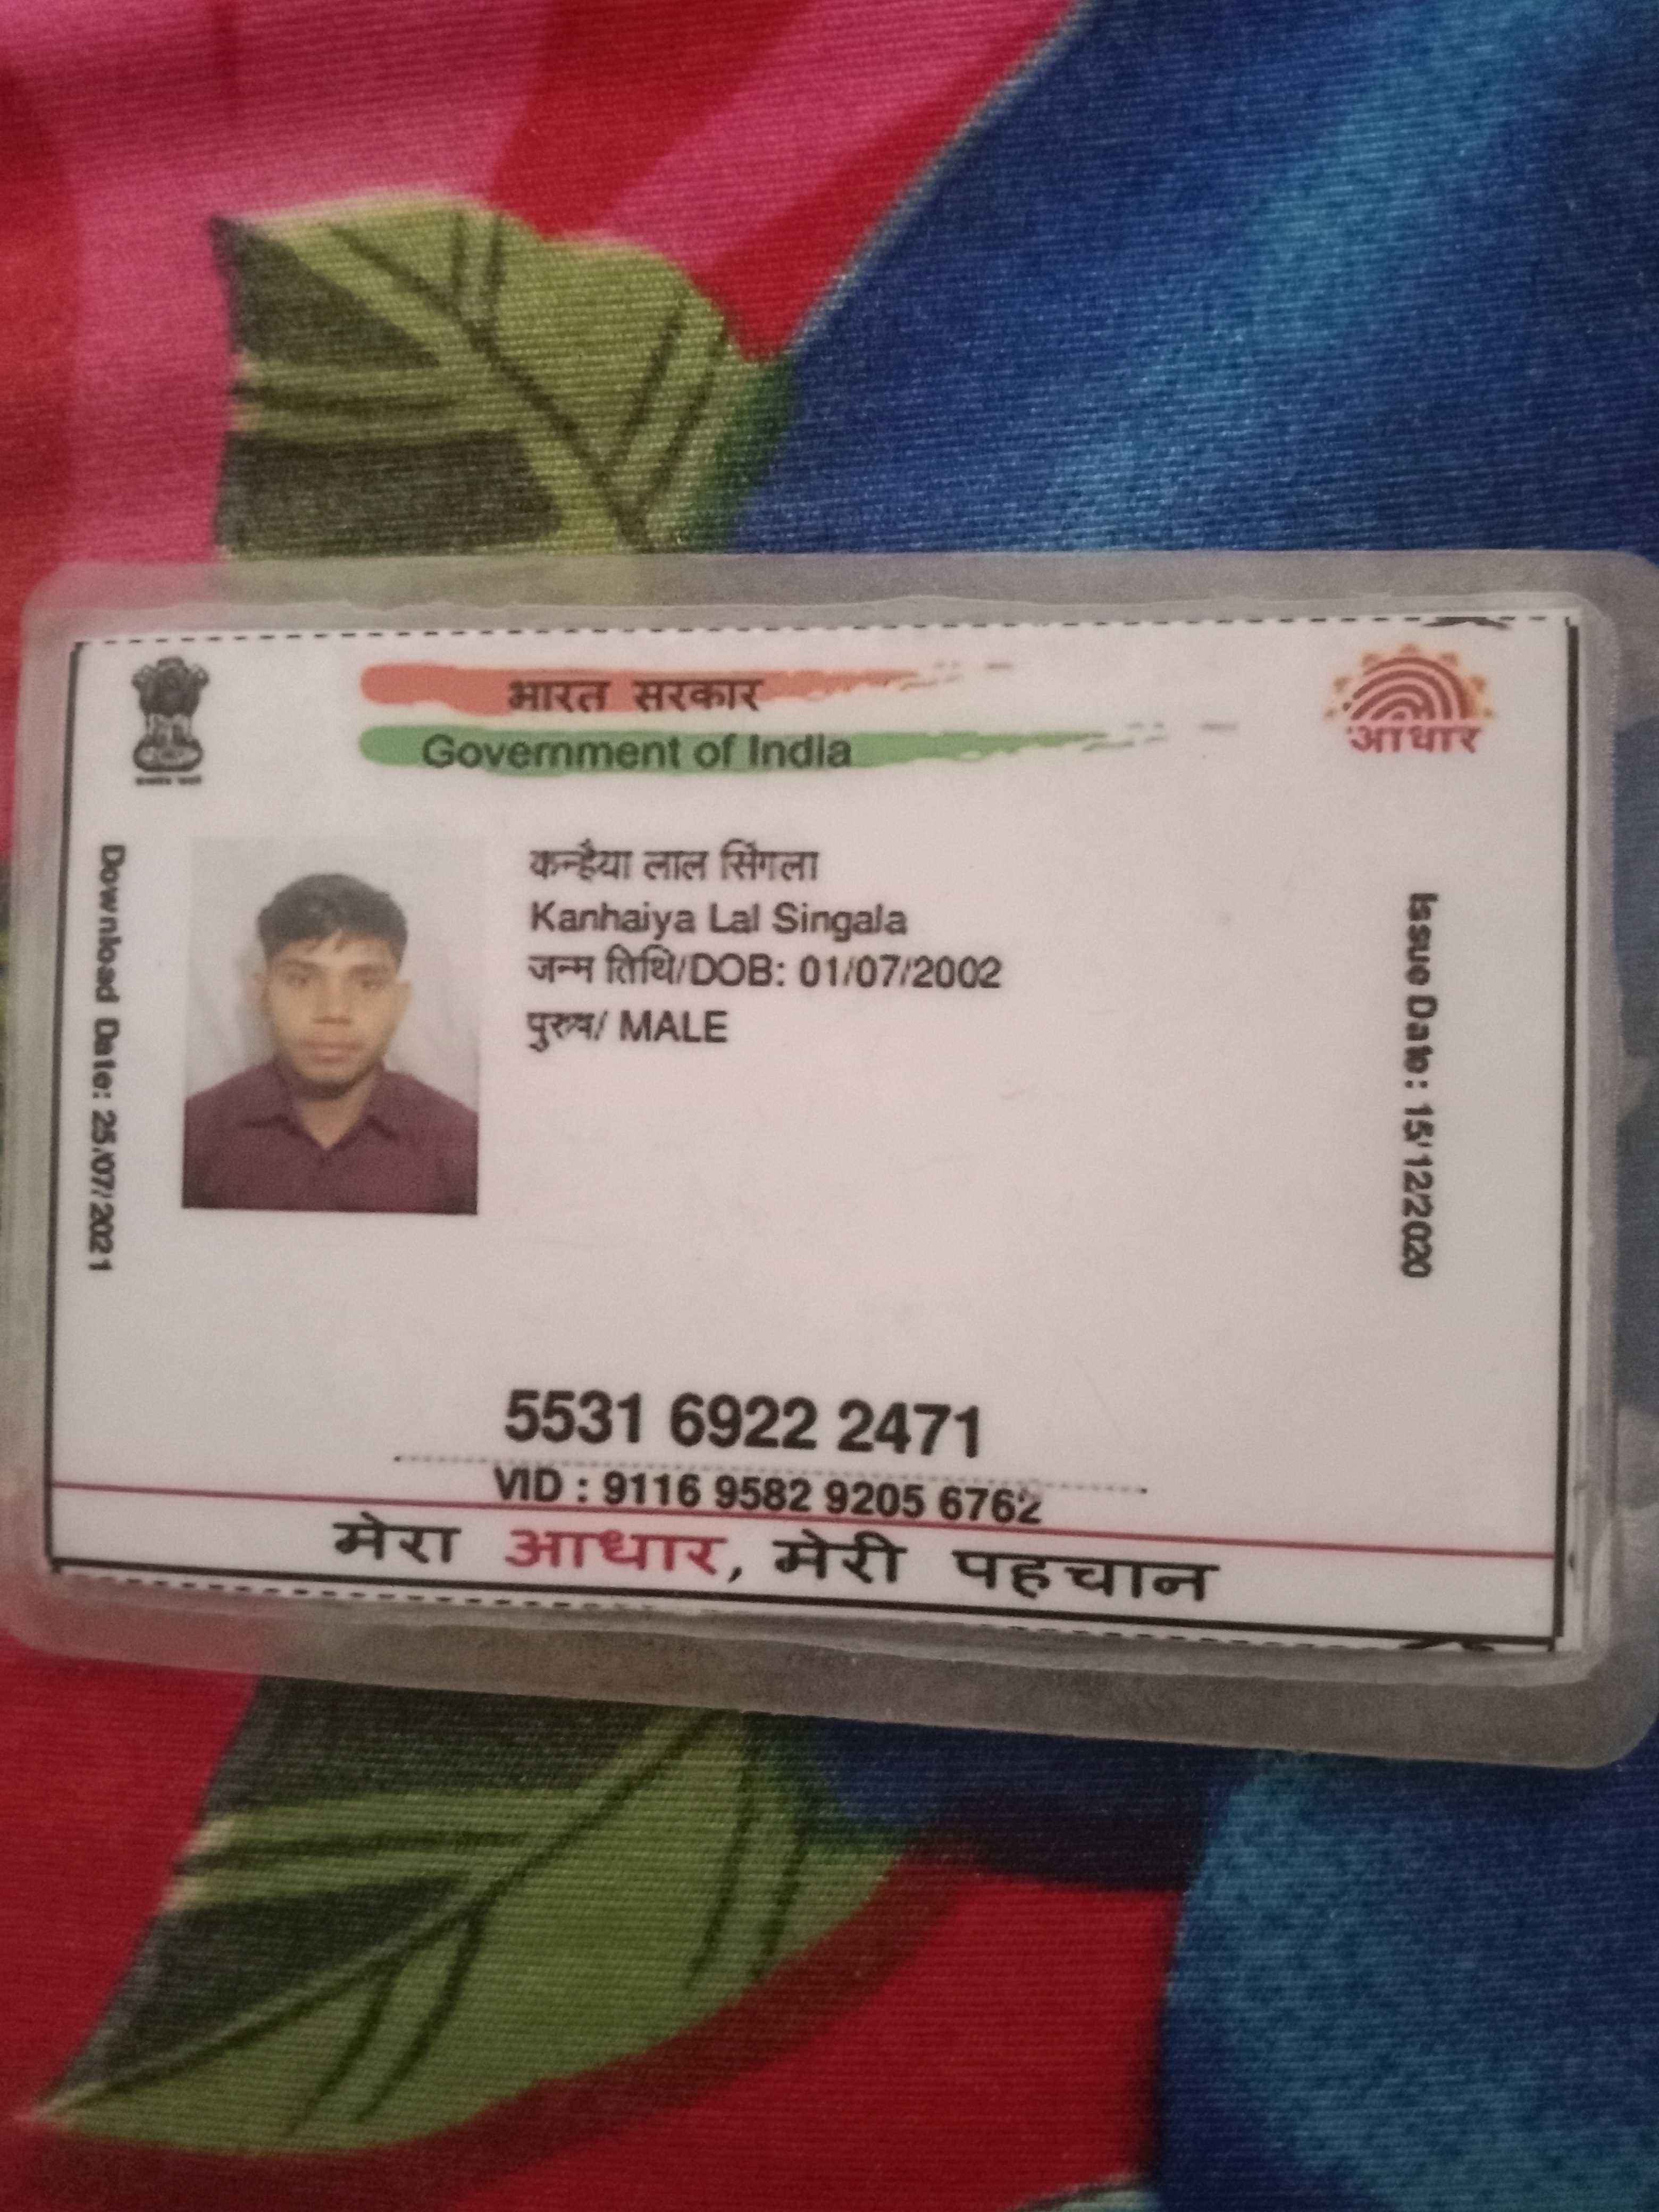 भारत सरकार
Government of India
आधार
Download Date: 25/07/2021
कन्हैया लाल सिंगला
Kanhaiya Lal Singala
जन्म तिथि/DOB: 01/07/2002
पुरुष/ MALE
Issue Date: 15/12/2020
5531 6922 2471
VID : 9116 9582 9205 6762
मेरा आधार, मेरी पहचान